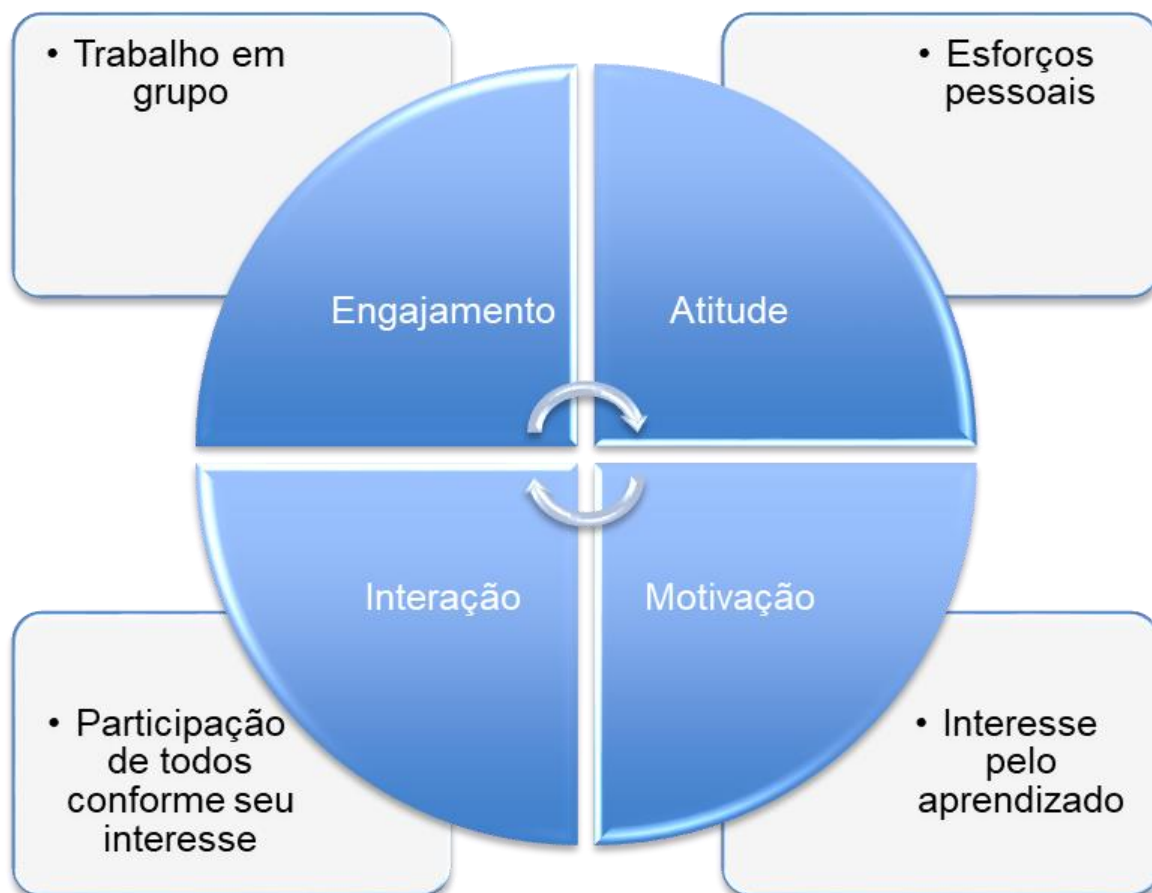 • Trabalho em
grupo
• Esforços
pessoais
Engajamento
Atitude
Interação
Motivação
• Participação
de todos
conforme seu
interesse
• Interesse
pelo
aprendizado